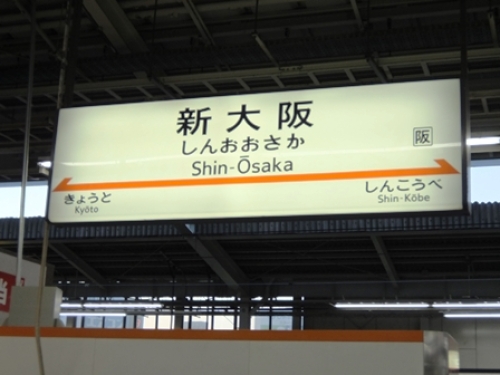 新大阪
しんおおさか
Shin-Ōsaka
阪
きょうと
Kyōto
しんこうべ
Shin-Kōbe